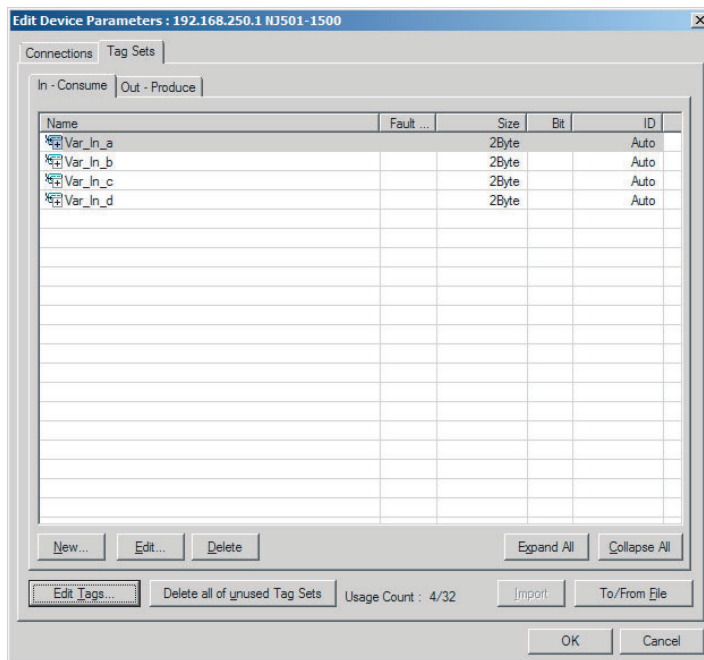 Edit Device Parameters : 192.168.250.1 NJ501-1500
Connections Tag Sets
In - Consume Out - Produce
Name Fault ... Size Bit ID
Var_In_a 2Byte Auto
Var_In_b 2Byte Auto
Var_In_c 2Byte Auto
Var_In_d 2Byte Auto
New... Edit... Delete Expand All Collapse All
Edit Tags... Delete all of unused Tag Sets Usage Count : 4/32 Import To/From File
OK Cancel